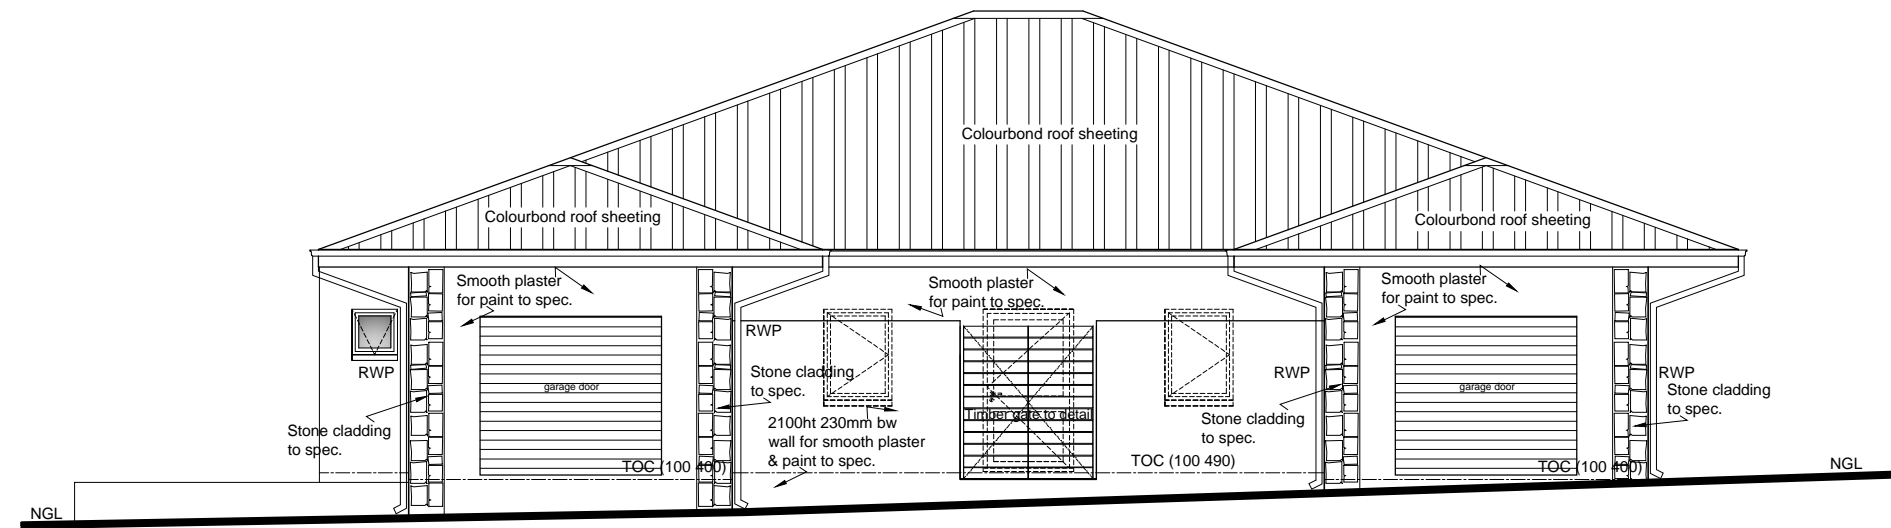 Colourbond roof sheeting
Colourbond roof sheeting
Colourbond roof sheeting
Smooth plaster
for paint to spec.
Smooth plaster
for paint to spec.
Smooth plaster
for paint to spec.
RWP
RWP
RWP
RWP
garage door
garage door
Stone cladding
to spec.
Stone cladding
to spec.
Stone cladding
to spec.
Stone cladding
to spec.
2100ht 230mm bw
wall for smooth plaster
& paint to spec.
Timber gate to detail
TOC (100 400)
TOC (100 490)
TOC (100 400)
NGL
NGL